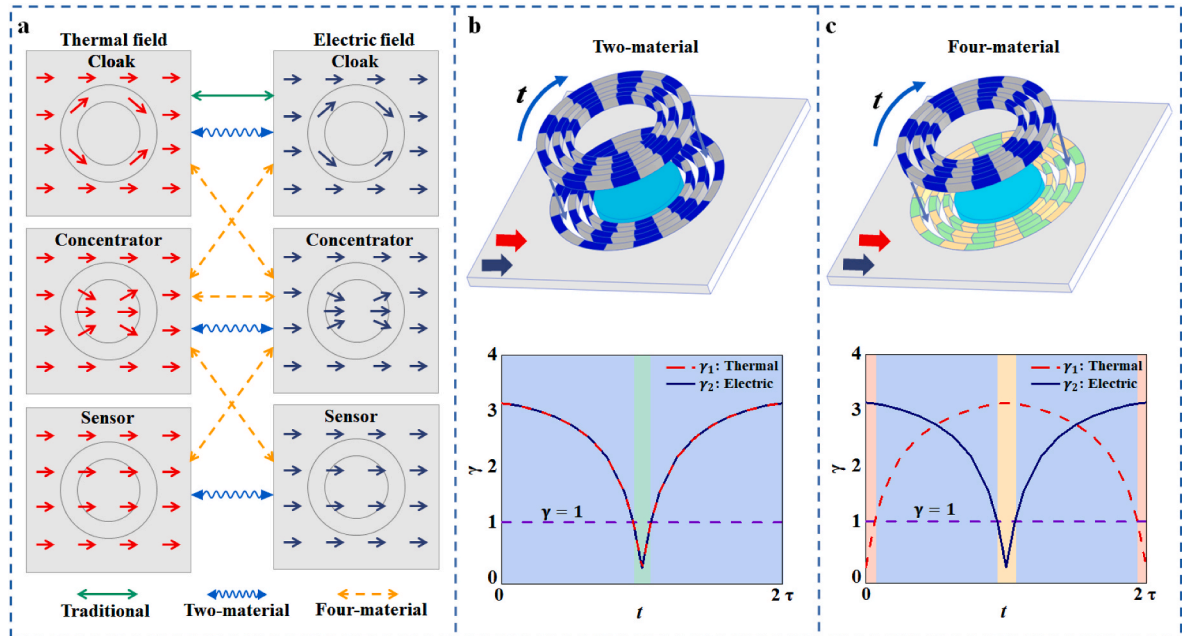 a
Thermal field
Electric field
Cloak
Cloak
Concentrator
Concentrator
Sensor
Sensor
Traditional
Two-material
Four-material
b
Two-material
t
4
3
2
1
0
γ
γ₁: Thermal
γ₂: Electric
γ = 1
0
t
2 τ
c
Four-material
t
4
3
2
1
0
γ
γ₁: Thermal
γ₂: Electric
γ = 1
0
t
2 τ